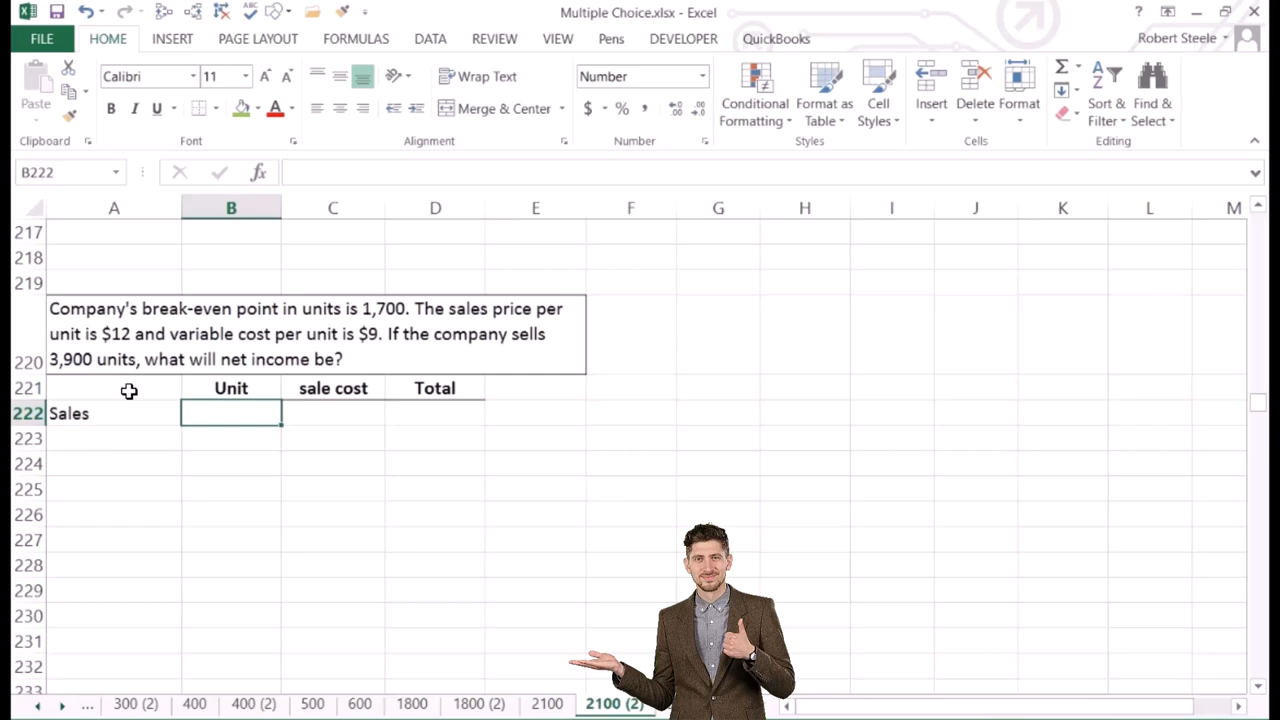 Multiple Choice.xlsx - Excel
?
FILE HOME INSERT PAGE LAYOUT FORMULAS DATA REVIEW VIEW Pens DEVELOPER QuickBooks Robert Steele
Paste
Calibri 11
Wrap Text
Number
B I U
Merge & Center
$ % ,
Conditional Formatting
Format as Table
Cell Styles
Insert Delete Format
Sort & Filter
Find & Select
Clipboard Font Alignment Number Styles Cells Editing
B222
fx
A B C D E F G H I J K L M
217
218
219
Company's break-even point in units is 1,700. The sales price per
unit is $12 and variable cost per unit is $9. If the company sells
220 3,900 units, what will net income be?
221 Unit sale cost Total
222 Sales
223
224
225
226
227
228
229
230
231
232
233
... 300 (2) 400 400 (2) 500 600 1800 1800 (2) 2100 2100 (2)